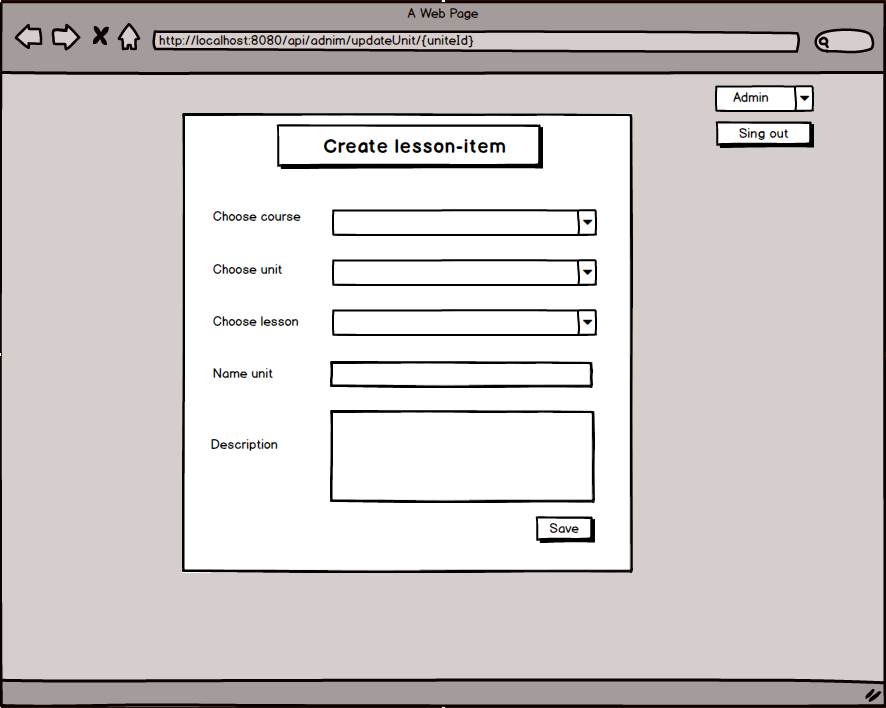 A Web Page
http://localhost:8080/api/adnim/updateUnit/{uniteId}
Admin
Sing out
Create lesson-item
Choose course
Choose unit
Choose lesson
Name unit
Description
Save